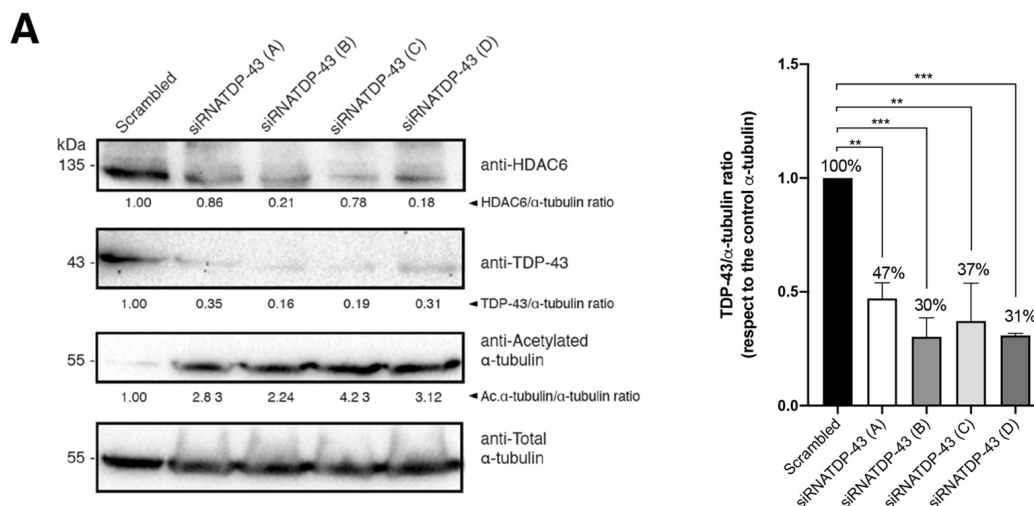 A
Scrambled
siRNATDP-43 (A)
siRNATDP-43 (B)
siRNATDP-43 (C)
siRNATDP-43 (D)
kDa
135 -
anti-HDAC6
1.00 0.86 0.21 0.78 0.18 ◄ HDAC6/α-tubulin ratio
43 -
anti-TDP-43
1.00 0.35 0.16 0.19 0.31 ◄ TDP-43/α-tubulin ratio
55 -
anti-Acetylated
α-tubulin
1.00 2.8 3 2.24 4.2 3 3.12 ◄ Ac.α-tubulin/α-tubulin ratio
55 -
anti-Total
α-tubulin
TDP-43/α-tubulin ratio
(respect to the control α-tubulin)
1.5
1.0
0.5
0.0
***
**
***
**
100%
47%
30%
37%
31%
Scrambled
siRNATDP-43 (A)
siRNATDP-43 (B)
siRNATDP-43 (C)
siRNATDP-43 (D)